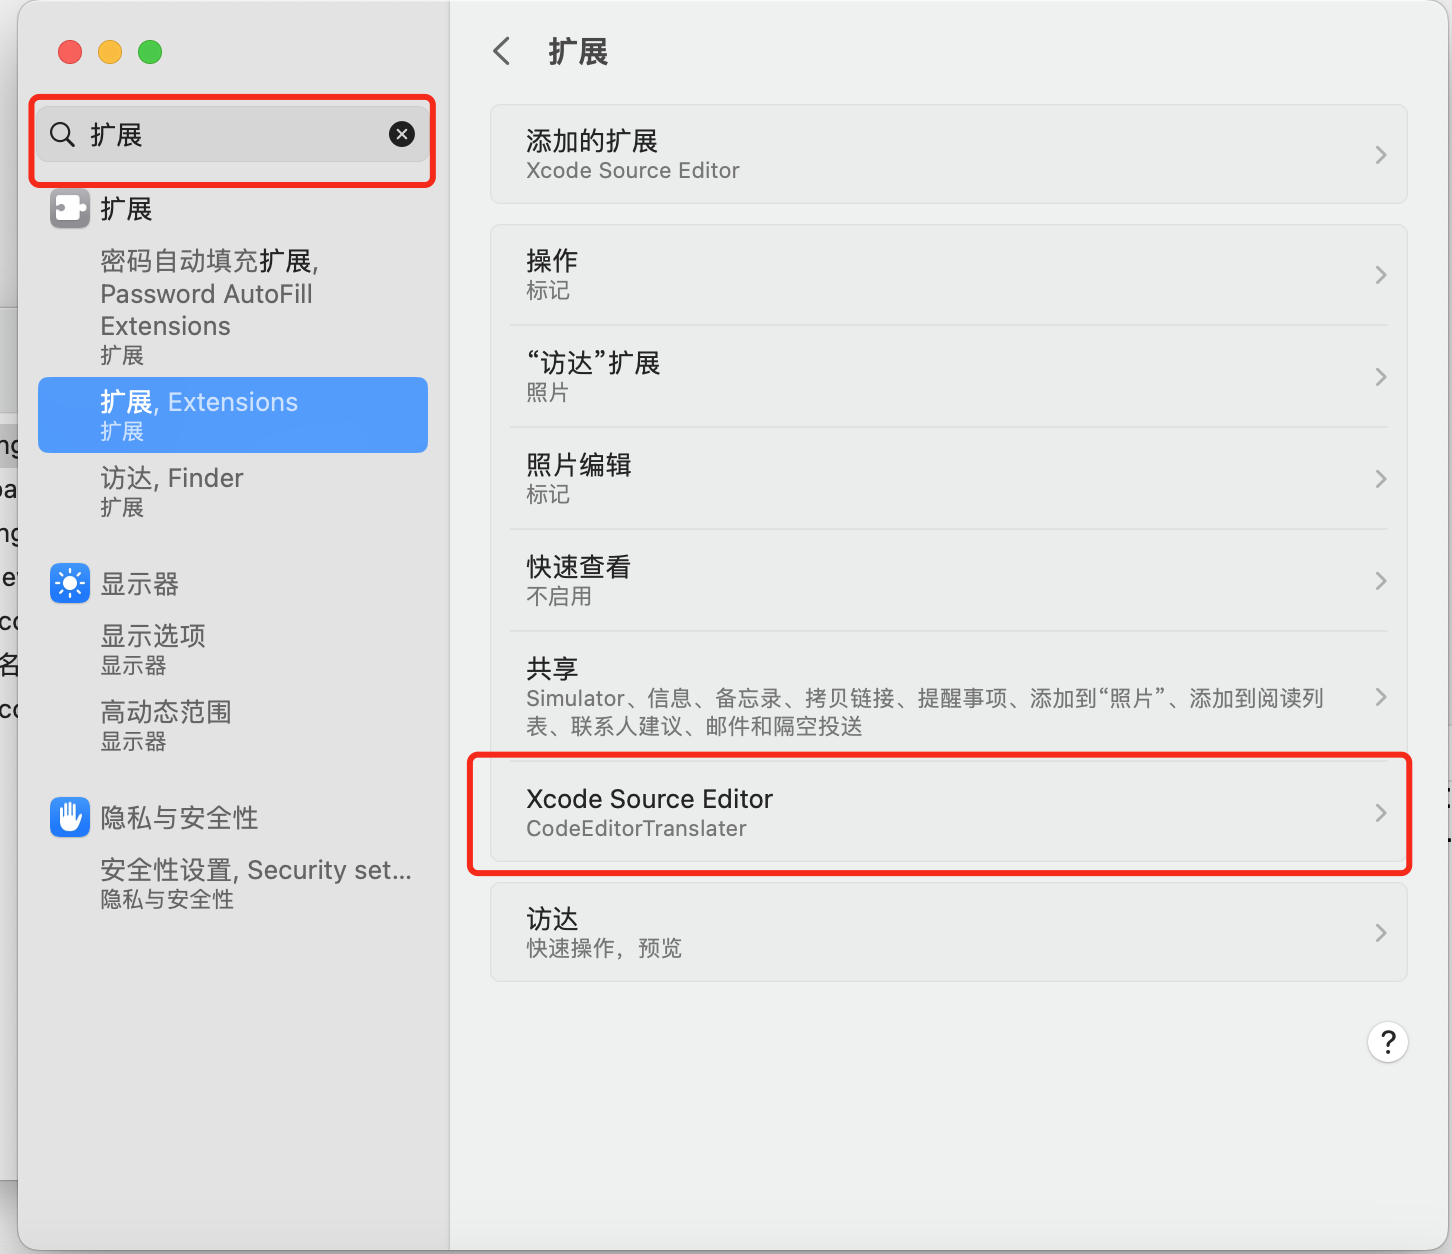 扩展
扩展
密码自动填充扩展,
Password AutoFill
Extensions
扩展
扩展, Extensions
扩展
访达, Finder
扩展
显示器
显示选项
显示器
高动态范围
显示器
隐私与安全性
安全性设置, Security set...
隐私与安全性
扩展
添加的扩展
Xcode Source Editor
操作
标记
“访达”扩展
照片
照片编辑
标记
快速查看
不启用
共享
Simulator、信息、备忘录、拷贝链接、提醒事项、添加到“照片”、添加到阅读列
表、联系人建议、邮件和隔空投送
Xcode Source Editor
CodeEditorTranslater
访达
快速操作，预览
?